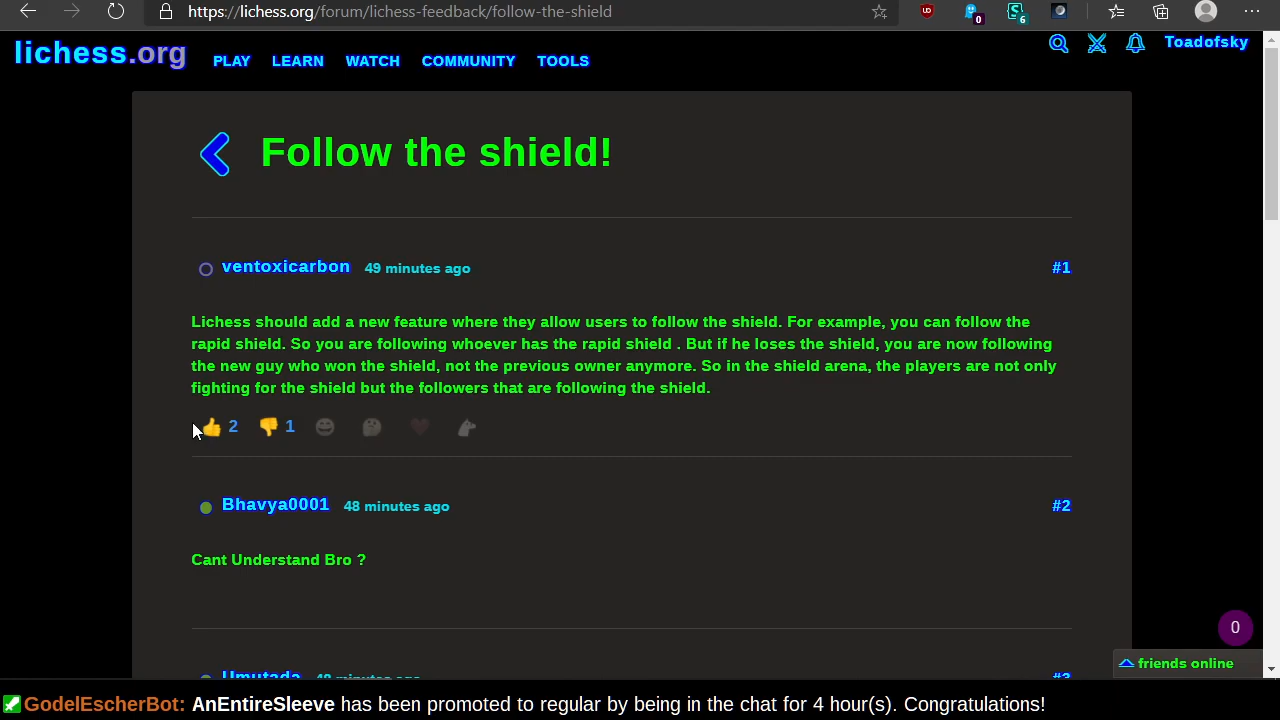 https://lichess.org/forum/lichess-feedback/follow-the-shield
0
6
lichess.org
PLAY LEARN WATCH COMMUNITY TOOLS
Toadofsky
Follow the shield!
ventoxicarbon 49 minutes ago #1
Lichess should add a new feature where they allow users to follow the shield. For example, you can follow the
rapid shield. So you are following whoever has the rapid shield . But if he loses the shield, you are now following
the new guy who won the shield, not the previous owner anymore. So in the shield arena, the players are not only
fighting for the shield but the followers that are following the shield.
2 1
Bhavya0001 48 minutes ago #2
Cant Understand Bro ?
0
Umutada 48 minutes ago #3
friends online
GodelEscherBot: AnEntireSleeve has been promoted to regular by being in the chat for 4 hour(s). Congratulations!